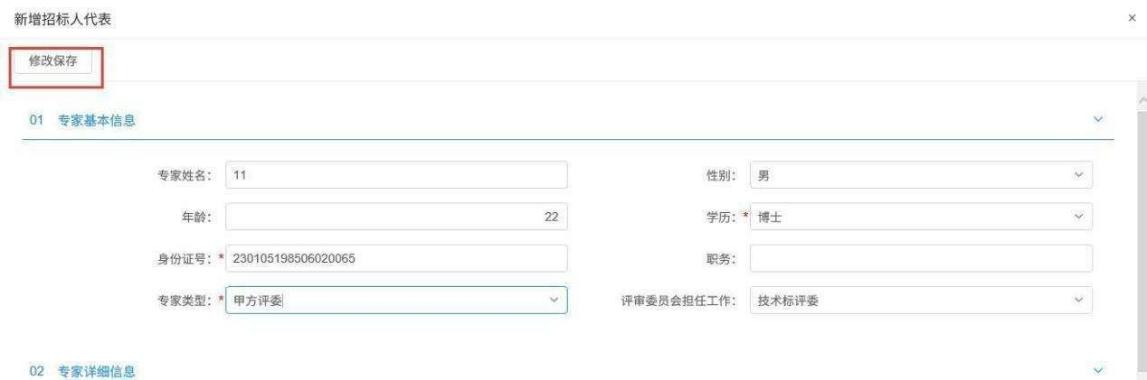 新增招标人代表 ×
修改保存
01 专家基本信息
专家姓名: 11 性别: 男
年龄: 22 学历: * 博士
身份证号: * 230105198506020065 职务:
专家类型: * 甲方评委 评审委员会担任工作: 技术标评委
02 专家详细信息